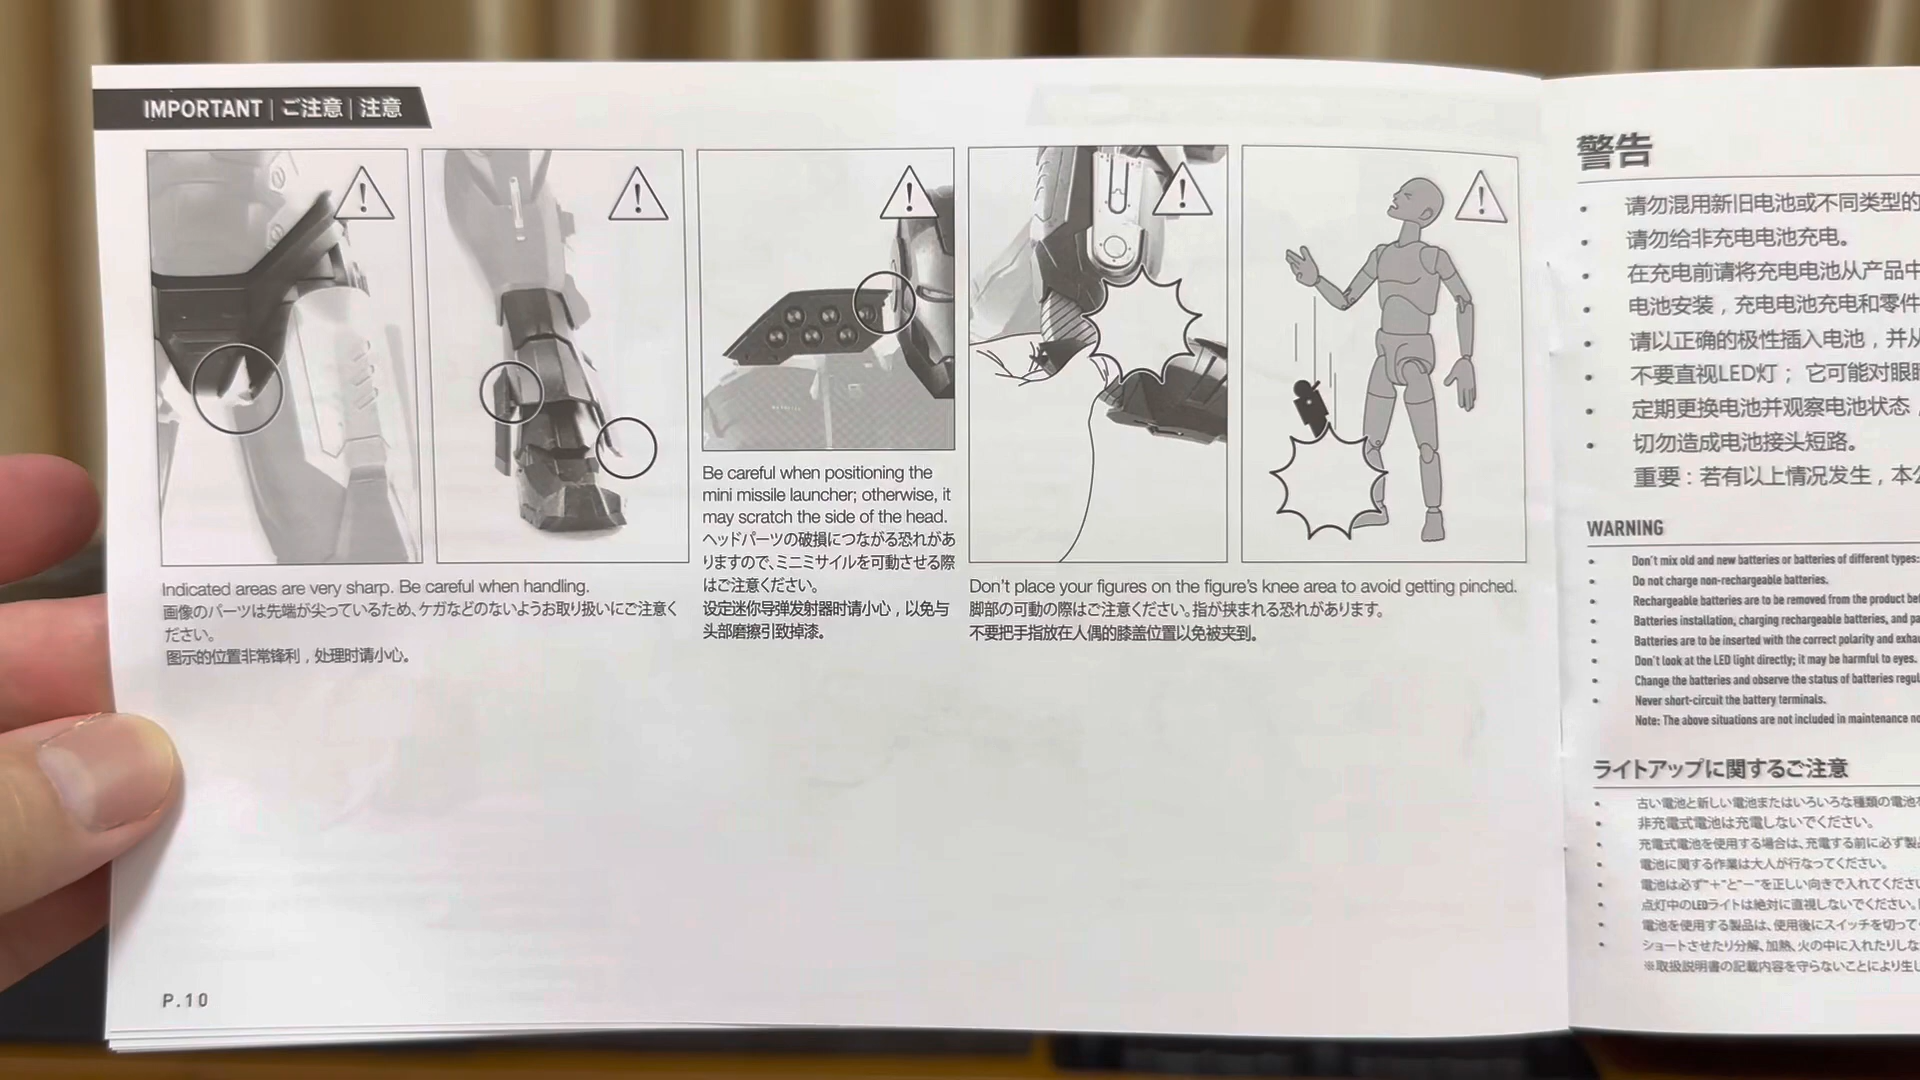 IMPORTANT | ご注意 | 注意
Indicated areas are very sharp. Be careful when handling.
画像のパーツは先端が尖っているため、ケガなどのないようお取り扱いにご注意く
ださい。
图示的位置非常锋利，处理时请小心。
Be careful when positioning the
mini missile launcher; otherwise, it
may scratch the side of the head.
ヘッドパーツの破損につながる恐れがあ
りますので、ミニミサイルを可動させる際
はご注意ください。
设定迷你导弹发射器时请小心，以免与
头部磨擦引致掉漆。
Don't place your figures on the figure's knee area to avoid getting pinched.
脚部の可動の際はご注意ください。指が挟まれる恐れがあります。
不要把手指放在人偶的膝盖位置以免被夹到。
P.10
警告
• 请勿混用新旧电池或不同类型的
• 请勿给非充电电池充电。
• 在充电前请将充电电池从产品中
• 电池安装，充电电池充电和零件
• 请以正确的极性插入电池，并从
• 不要直视LED灯； 它可能对眼睛
• 定期更换电池并观察电池状态，
• 切勿造成电池接头短路。
重要：若有以上情况发生，本公
WARNING
• Don't mix old and new batteries or batteries of different types:
• Do not charge non-rechargeable batteries.
• Rechargeable batteries are to be removed from the product bef
• Batteries installation, charging rechargeable batteries, and pa
• Batteries are to be inserted with the correct polarity and exhau
• Don't look at the LED light directly; it may be harmful to eyes.
• Change the batteries and observe the status of batteries regul
• Never short-circuit the battery terminals.
Note: The above situations are not included in maintenance no
ライトアップに関するご注意
• 古い電池と新しい電池またはいろいろな種類の電池を
• 非充電式電池は充電しないでください。
• 充電式電池を使用する場合は、充電する前に必ず製品
• 電池に関する作業は大人が行なってください。
• 電池は必ず"＋"と"－"を正しい向きで入れてください
• 点灯中のLEDライトは絶対に直視しないでください。
• 電池を使用する製品は、使用後にスイッチを切って
• ショートさせたり分解、加熱、火の中に入れたりしな
※取扱説明書の記載内容を守らないことにより生し